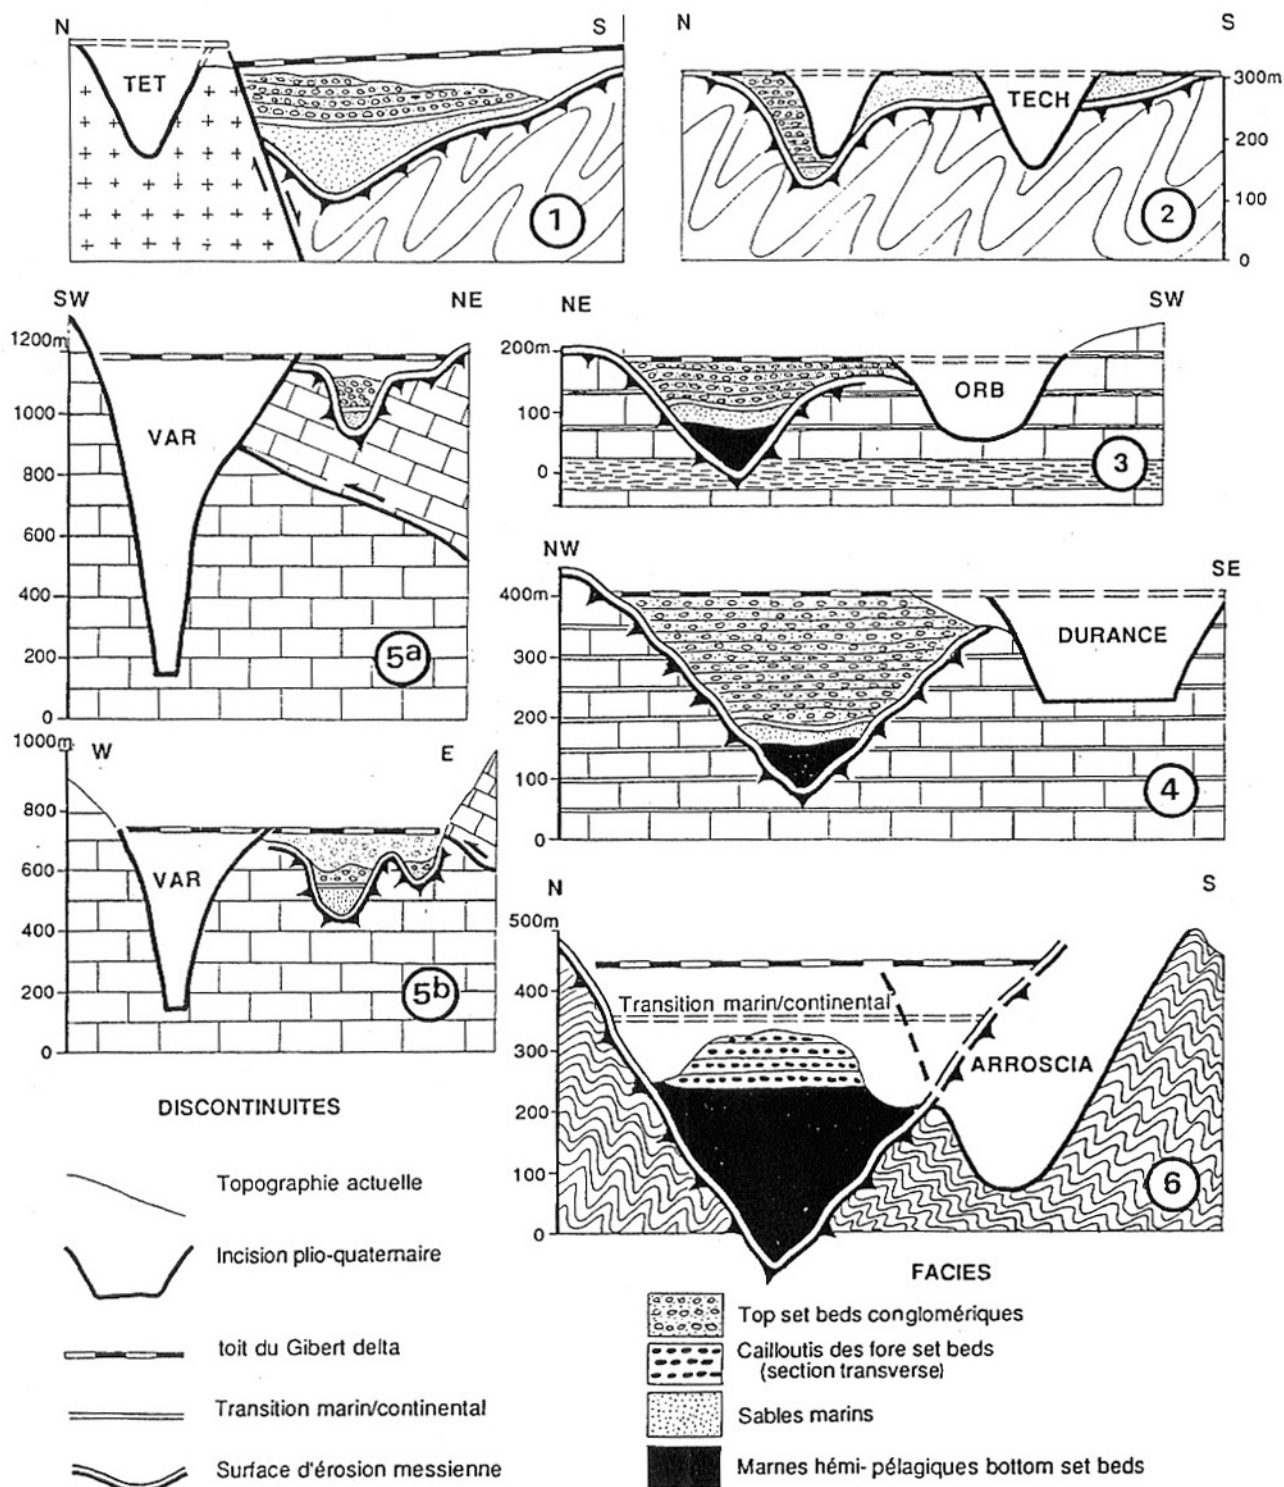 N S
TET
1
N S
TECH
300m
200
100
0
2
SW NE
1200m
1000
800
600
400
200
0
VAR
5a
NE SW
200m
100
0
ORB
3
NW SE
400m
300
200
100
0
DURANCE
4
1000m W E
800
600
400
200
0
VAR
5b
N S
500m
400
300
200
100
0
Transition marin/continental
ARROSCIA
6
DISCONTINUITES
Topographie actuelle
Incision plio-quaternaire
toit du Gibert delta
Transition marin/continental
Surface d'érosion messienne
FACIES
Top set beds conglomériques
Cailloutis des fore set beds
(section transverse)
Sables marins
Marnes hémi-pélagiques bottom set beds